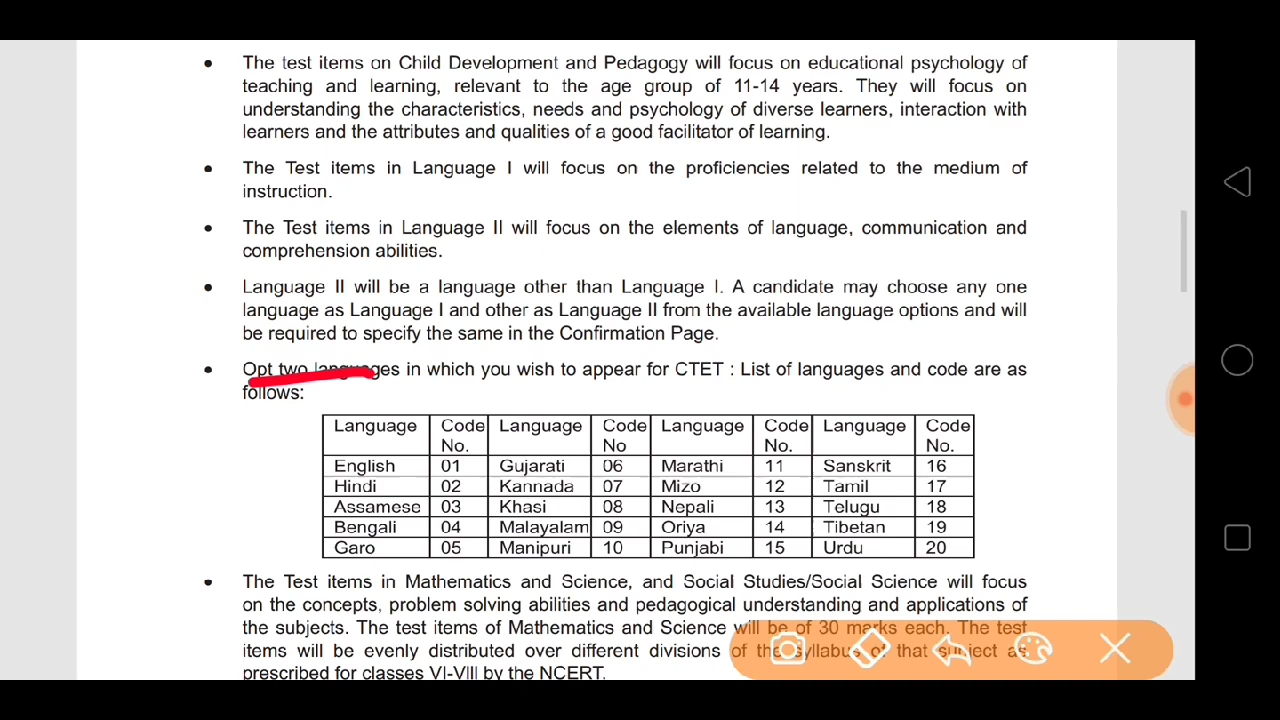 The test items on Child Development and Pedagogy will focus on educational psychology of
teaching and learning, relevant to the age group of 11-14 years. They will focus on
understanding the characteristics, needs and psychology of diverse learners, interaction with
learners and the attributes and qualities of a good facilitator of learning.
The Test items in Language I will focus on the proficiencies related to the medium of
instruction.
The Test items in Language II will focus on the elements of language, communication and
comprehension abilities.
Language II will be a language other than Language I. A candidate may choose any one
language as Language I and other as Language II from the available language options and will
be required to specify the same in the Confirmation Page.
Opt two languages in which you wish to appear for CTET : List of languages and code are as
follows:
Language Code No. Language Code No Language Code No. Language Code No.
English 01 Gujarati 06 Marathi 11 Sanskrit 16
Hindi 02 Kannada 07 Mizo 12 Tamil 17
Assamese 03 Khasi 08 Nepali 13 Telugu 18
Bengali 04 Malayalam 09 Oriya 14 Tibetan 19
Garo 05 Manipuri 10 Punjabi 15 Urdu 20
The Test items in Mathematics and Science, and Social Studies/Social Science will focus
on the concepts, problem solving abilities and pedagogical understanding and applications of
the subjects. The test items of Mathematics and Science will be of 30 marks each. The test
items will be evenly distributed over different divisions of the syllabus of that subject as
prescribed for classes VI-VIII by the NCERT.